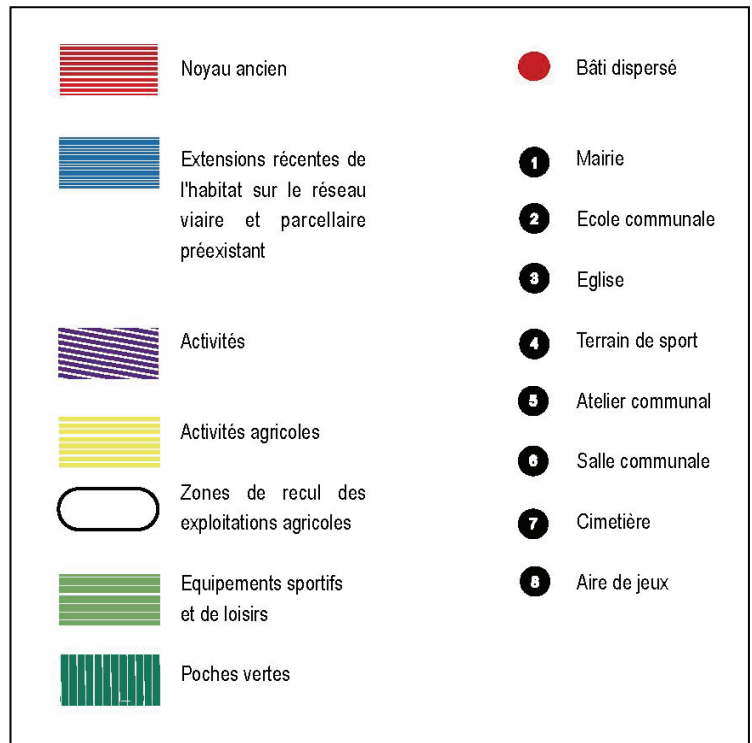 Noyau ancien
Extensions récentes de
l'habitat sur le réseau
viaire et parcellaire
préexistant
Activités
Activités agricoles
Zones de recul des
exploitations agricoles
Equipements sportifs
et de loisirs
Poches vertes
Bâti dispersé
1 Mairie
2 Ecole communale
3 Eglise
4 Terrain de sport
5 Atelier communal
6 Salle communale
7 Cimetière
8 Aire de jeux